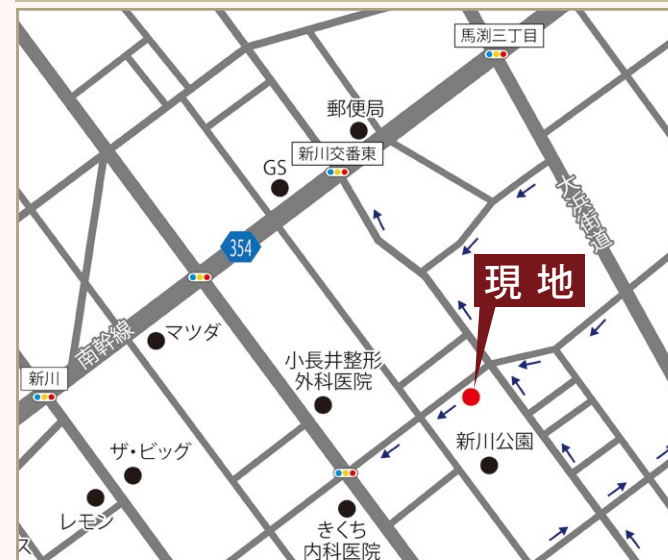 馬渕三丁目
郵便局
新川交番東
GS
大浜街道
354
現地
南幹線
マツダ
新川
小長井整形
外科医院
ザ・ビッグ
新川公園
レモン
きくち
内科医院
ス